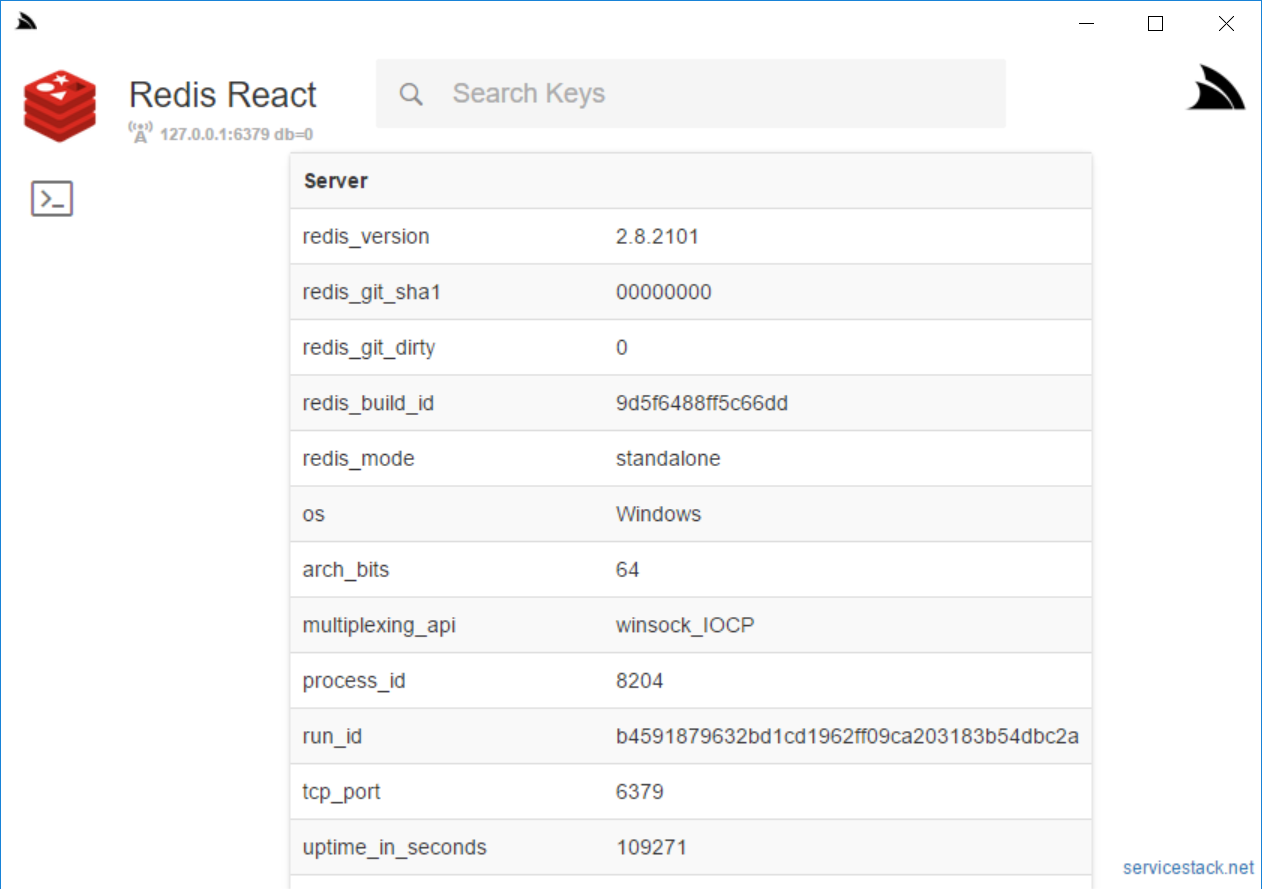 Redis React
Search Keys
127.0.0.1:6379 db=0
Server
redis_version 2.8.2101
redis_git_sha1 00000000
redis_git_dirty 0
redis_build_id 9d5f6488ff5c66dd
redis_mode standalone
os Windows
arch_bits 64
multiplexing_api winsock_IOCP
process_id 8204
run_id b4591879632bd1cd1962ff09ca203183b54dbc2a
tcp_port 6379
uptime_in_seconds 109271
servicestack.net